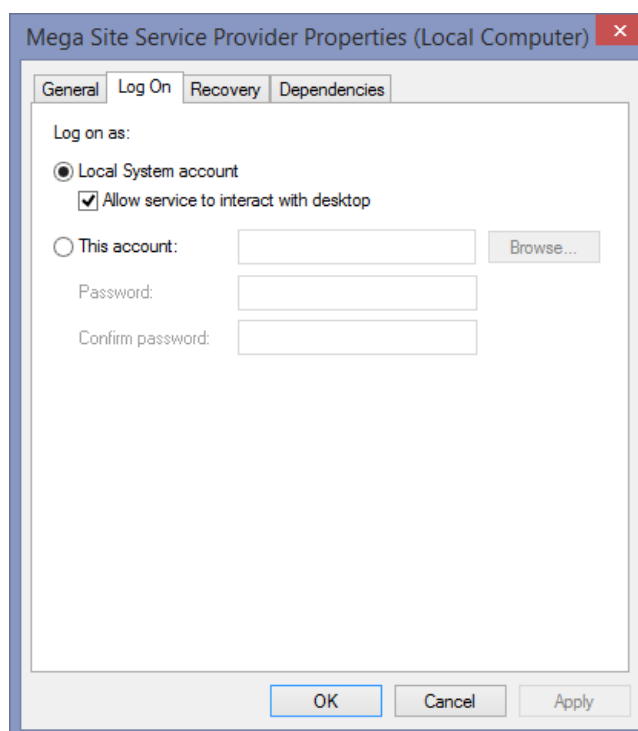 Mega Site Service Provider Properties (Local Computer)
General Log On Recovery Dependencies
Log on as:
Local System account
Allow service to interact with desktop
This account: Browse...
Password:
Confirm password:
OK Cancel Apply